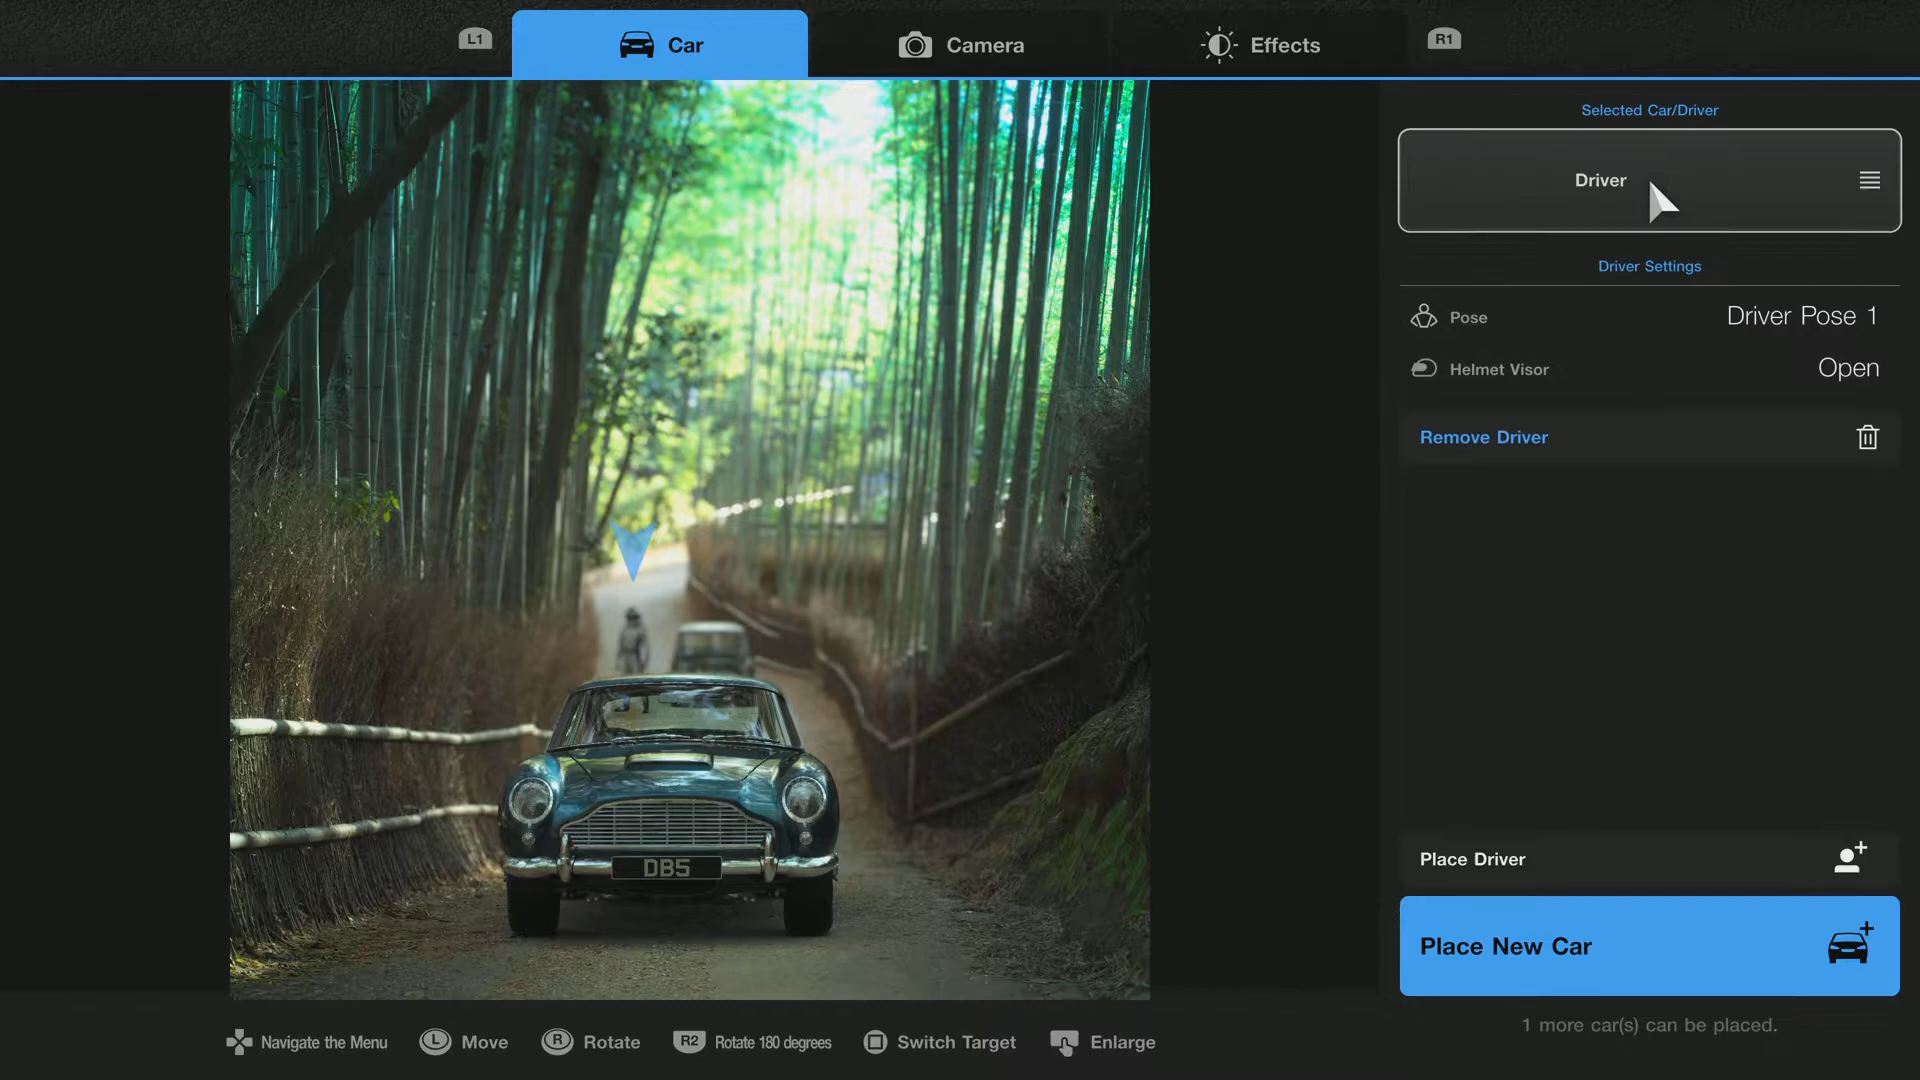 L1
Car
Camera
Effects
R1
Selected Car/Driver
Driver
Driver Settings
Pose
Driver Pose 1
Helmet Visor
Open
Remove Driver
DB5
Place Driver
Place New Car
1 more car(s) can be placed.
Navigate the Menu
L Move
R Rotate
R2 Rotate 180 degrees
Switch Target
Enlarge